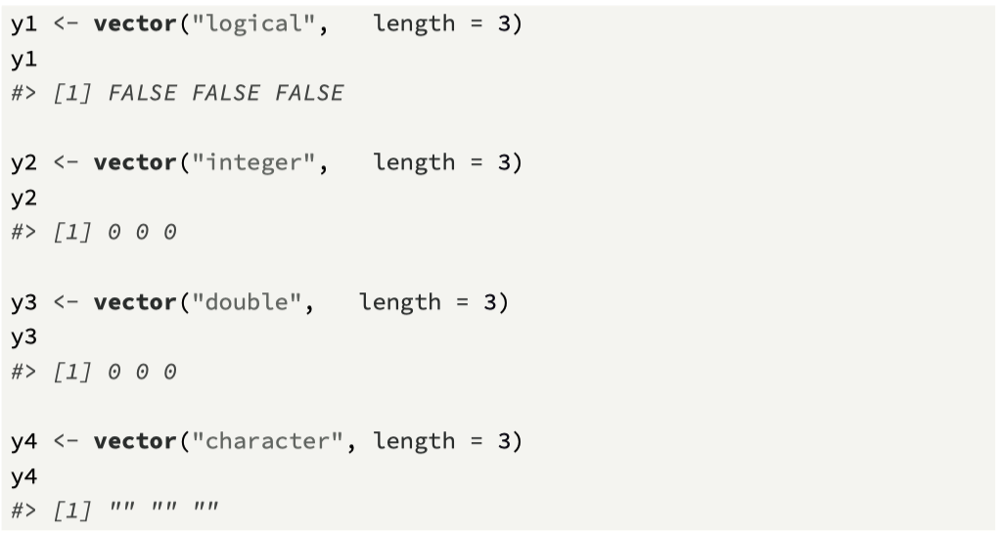 y1 <- vector("logical",   length = 3)
y1
#> [1] FALSE FALSE FALSE
y2 <- vector("integer",   length = 3)
y2
#> [1] 0 0 0
y3 <- vector("double",   length = 3)
y3
#> [1] 0 0 0
y4 <- vector("character", length = 3)
y4
#> [1] "" "" ""